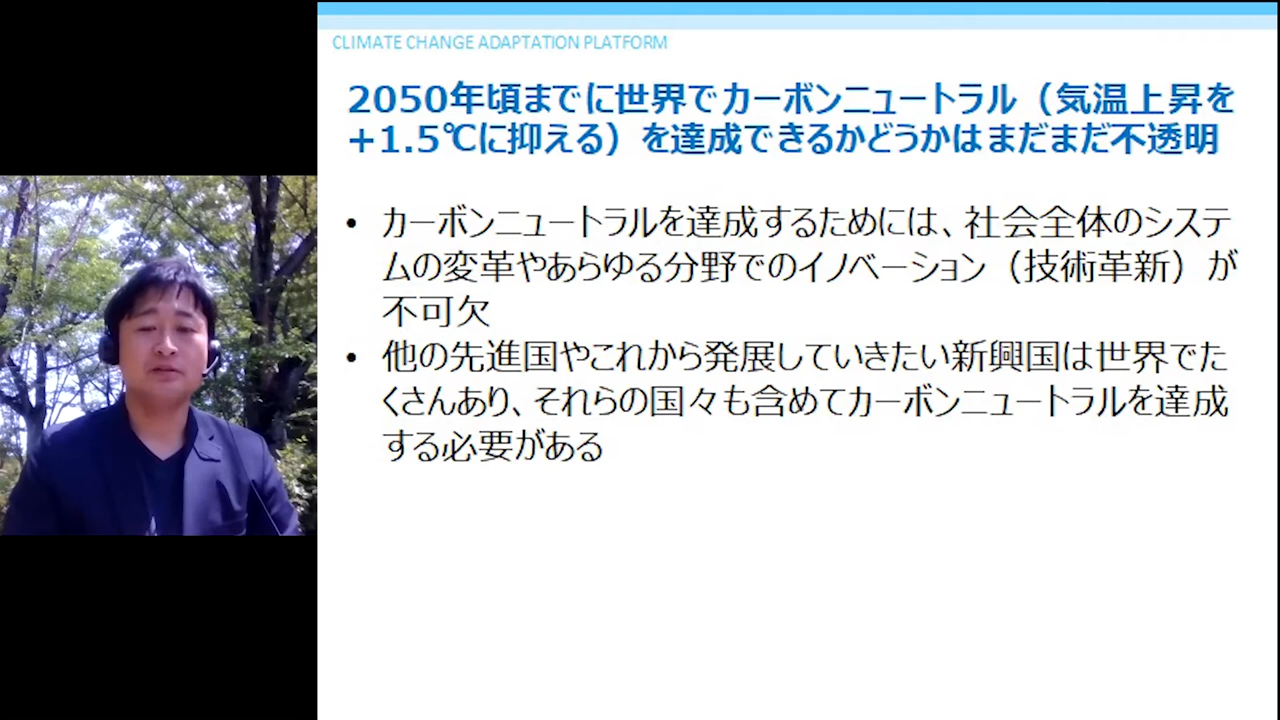 CLIMATE CHANGE ADAPTATION PLATFORM
2050年頃までに世界でカーボンニュートラル（気温上昇を
+1.5℃に抑える）を達成できるかどうかはまだまだ不透明
• カーボンニュートラルを達成するためには、社会全体のシステ
ムの変革やあらゆる分野でのイノベーション（技術革新）が
不可欠
• 他の先進国やこれから発展していきたい新興国は世界でた
くさんあり、それらの国々も含めてカーボンニュートラルを達成
する必要がある